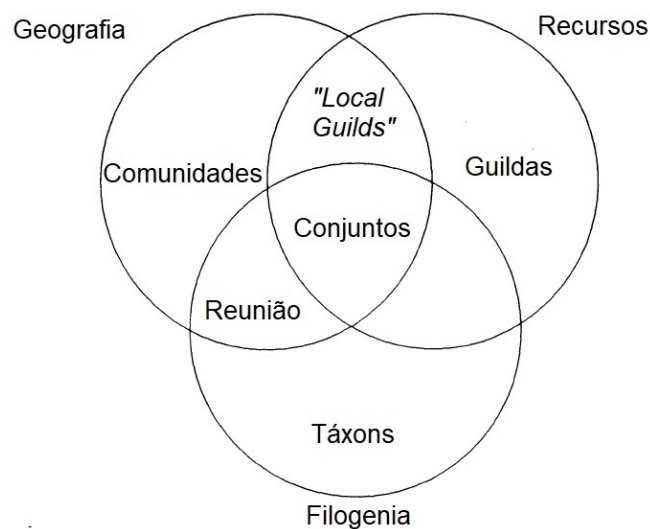 Geografia
Recursos
"Local
Guilds"
Comunidades
Guildas
Conjuntos
Reunião
Táxons
Filogenia